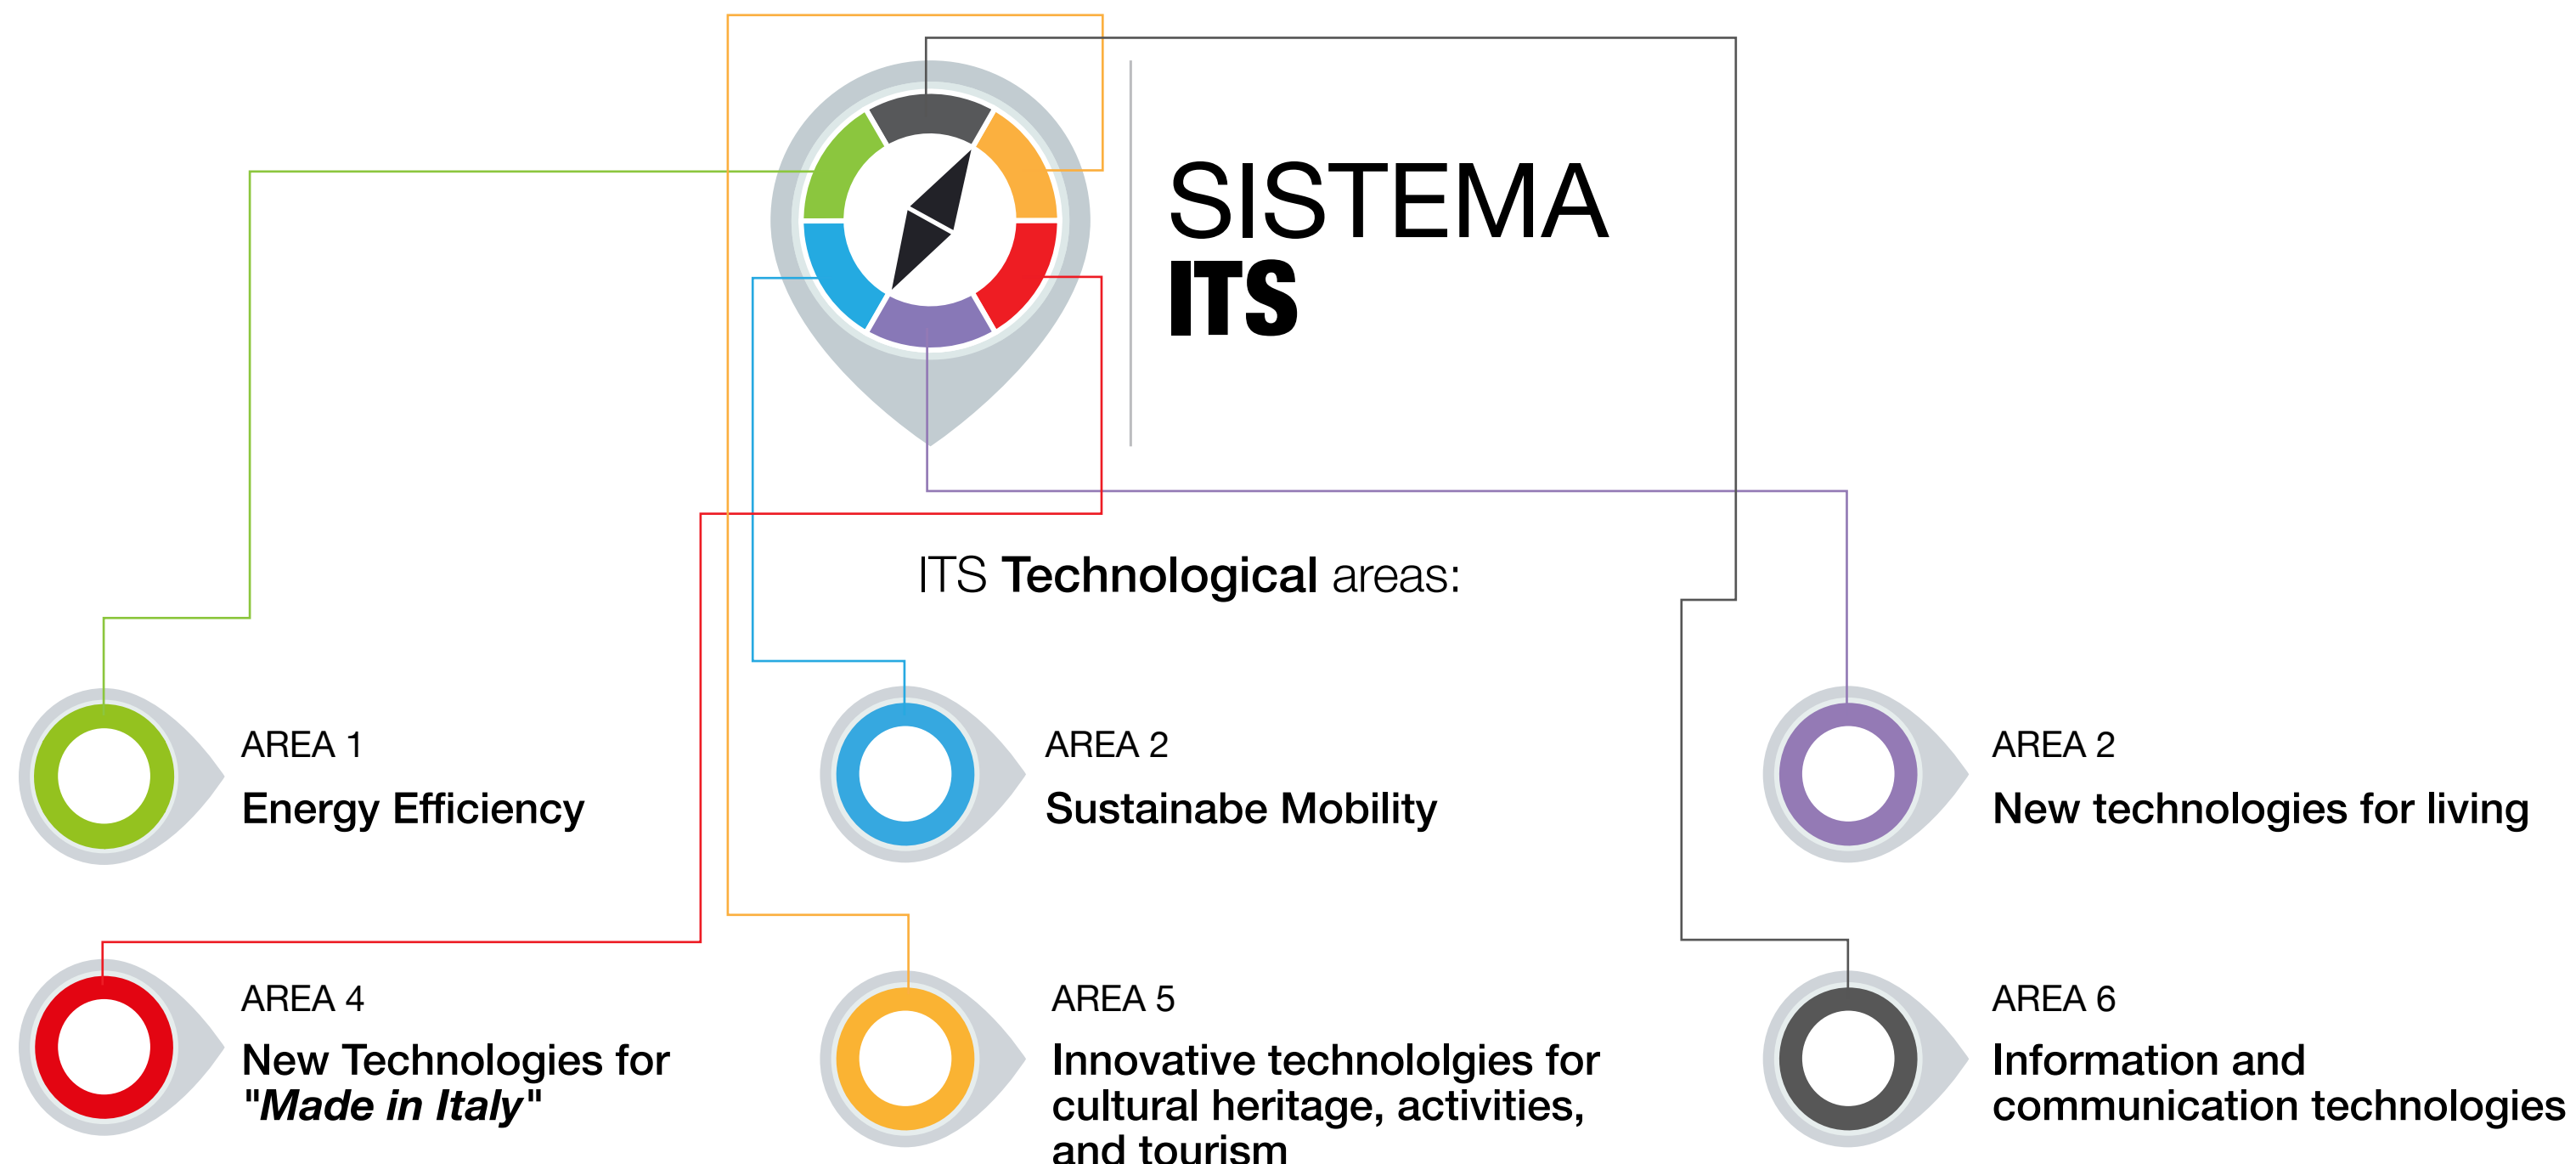 SISTEMA
ITS
ITS Technological areas:
AREA 1
Energy Efficiency
AREA 2
Sustainabe Mobility
AREA 2
New technologies for living
AREA 4
New Technologies for
"Made in Italy"
AREA 5
Innovative technololgies for
cultural heritage, activities,
and tourism
AREA 6
Information and
communication technologies